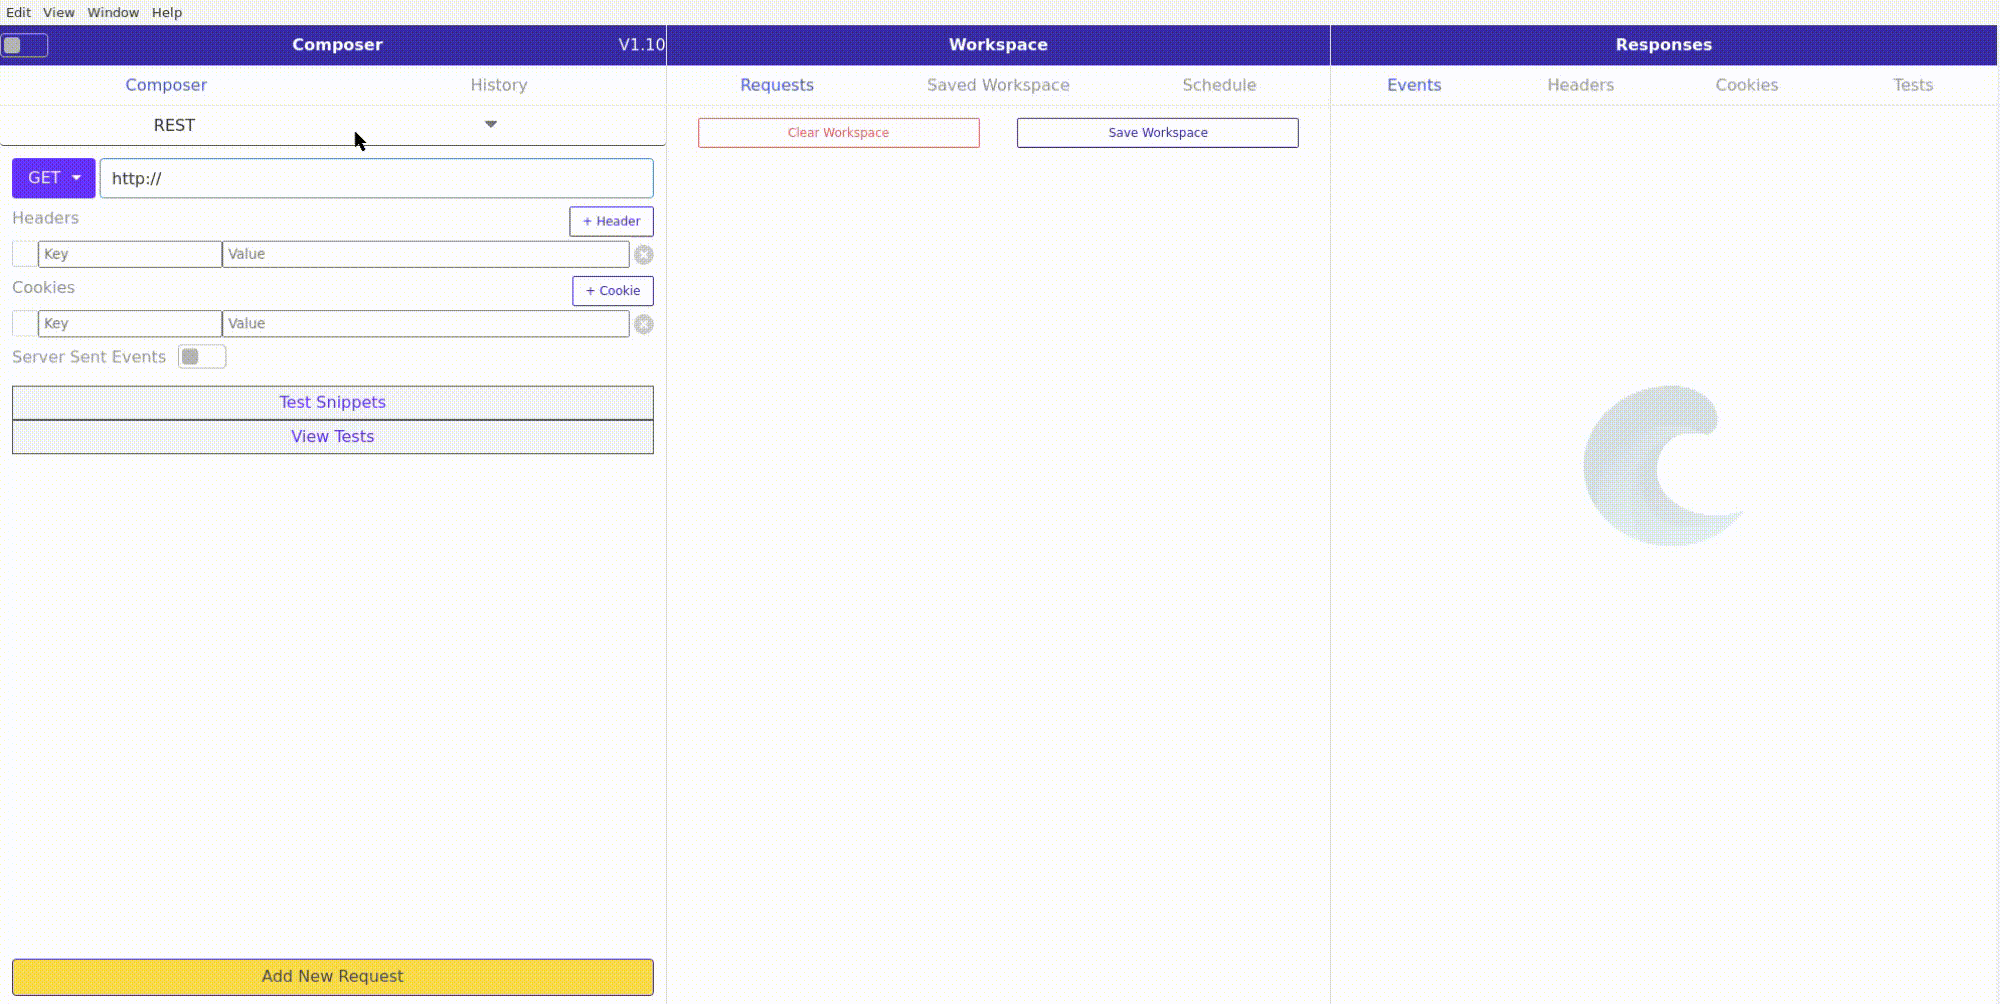 Edit View Window Help
Composer V1.10 Workspace Responses
Composer History Requests Saved Workspace Schedule Events Headers Cookies Tests
REST
Clear Workspace Save Workspace
GET http://
Headers + Header
Key Value
Cookies + Cookie
Key Value
Server Sent Events
Test Snippets
View Tests
Add New Request